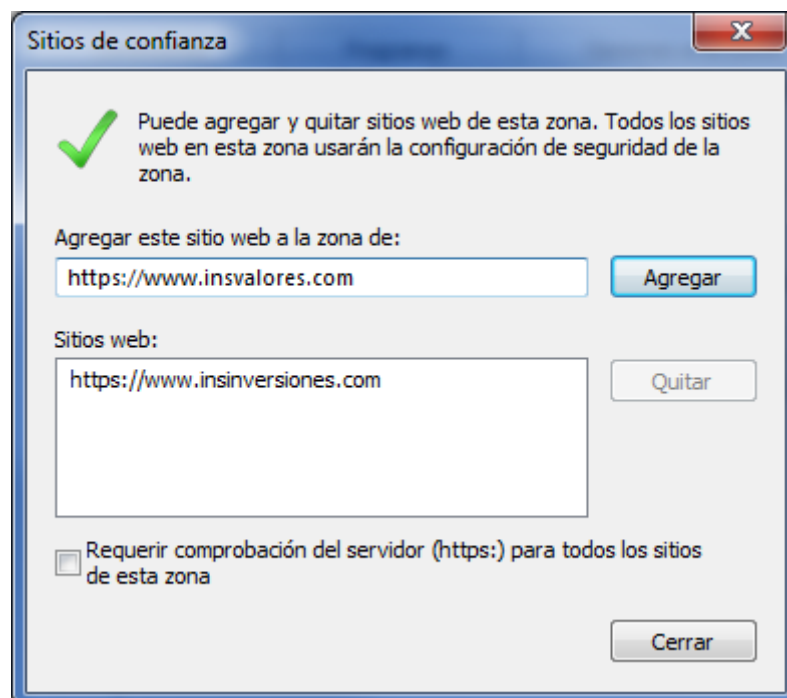 Sitios de confianza
Puede agregar y quitar sitios web de esta zona. Todos los sitios
web en esta zona usarán la configuración de seguridad de la
zona.
Agregar este sitio web a la zona de:
https://www.insvalores.com
Agregar
Sitios web:
https://www.insinversiones.com
Quitar
Requerir comprobación del servidor (https:) para todos los sitios
de esta zona
Cerrar